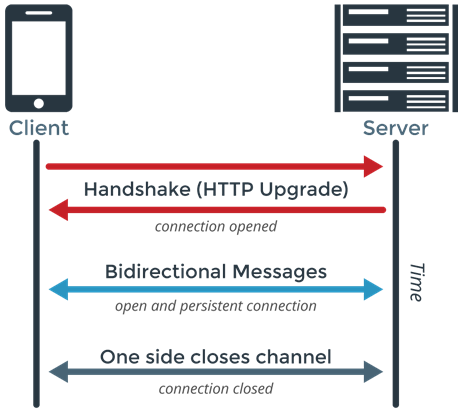 Client
Server
Handshake (HTTP Upgrade)
connection opened
Bidirectional Messages
open and persistent connection
Time
One side closes channel
connection closed